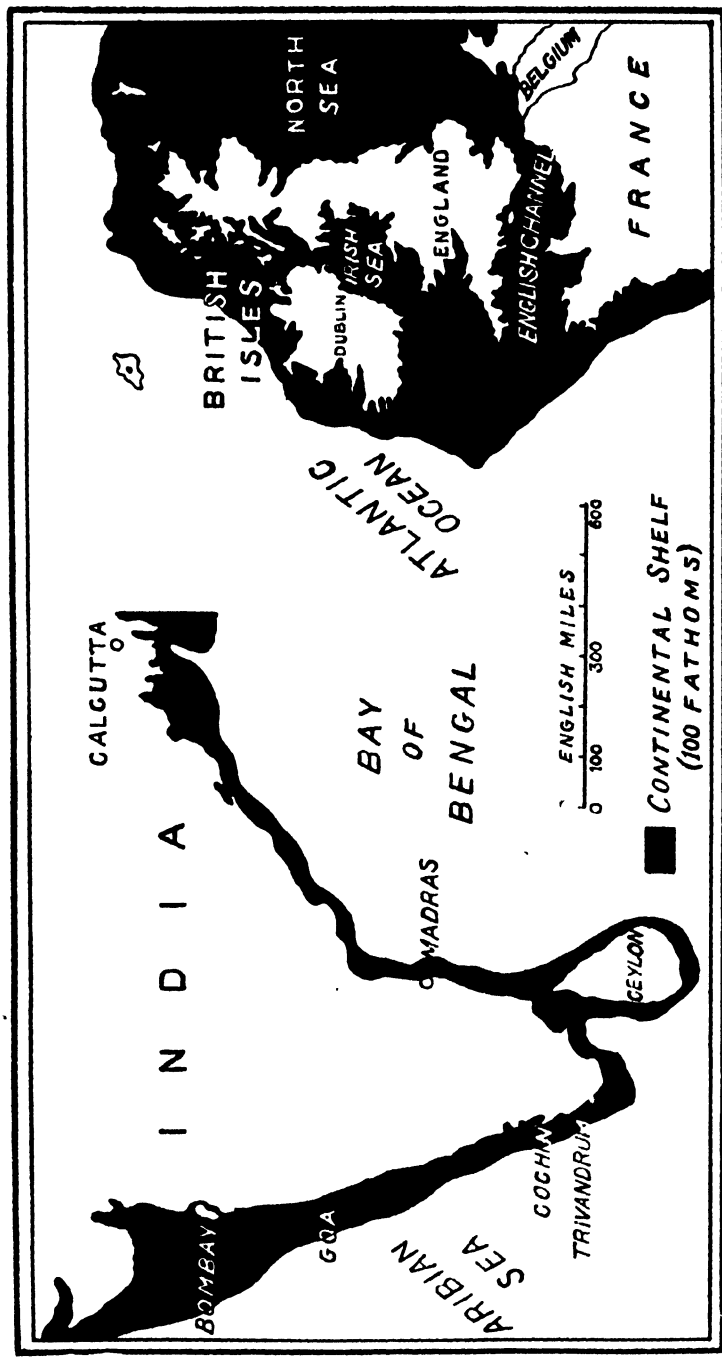 INDIA
CALCUTTA
BOMBAY
GOA
ARIBIAN
SEA
COCHIN
TRIVANDRUM
MADRAS
CEYLON
BAY
OF
BENGAL
ENGLISH MILES
0 100 300 600
CONTINENTAL SHELF
(100 FATHOMS)
BRITISH
ISLES
ATLANTIC
OCEAN
DUBLIN
IRISH
SEA
ENGLAND
NORTH
SEA
ENGLISH CHANNEL
BELGIUM
FRANCE